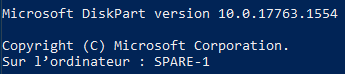 Microsoft DiskPart version 10.0.17763.1554
Copyright (C) Microsoft Corporation.
Sur l’ordinateur : SPARE-1